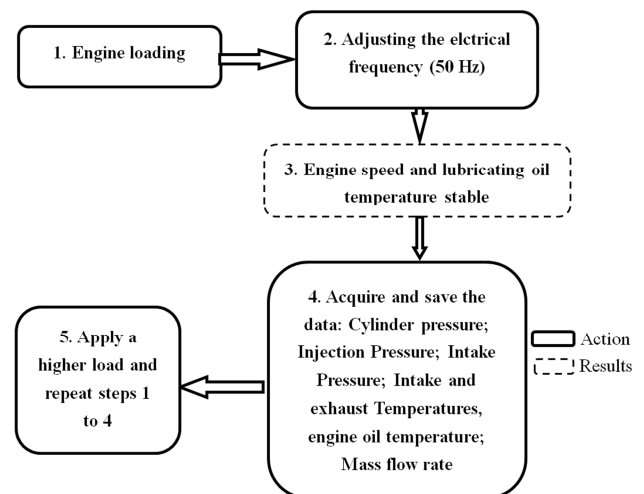 1. Engine loading
2. Adjusting the elctrical
frequency (50 Hz)
3. Engine speed and lubricating oil
temperature stable
4. Acquire and save the
data: Cylinder pressure;
Injection Pressure; Intake
Pressure; Intake and
exhaust Temperatures,
engine oil temperature;
Mass flow rate
5. Apply a
higher load and
repeat steps 1
to 4
Action
Results